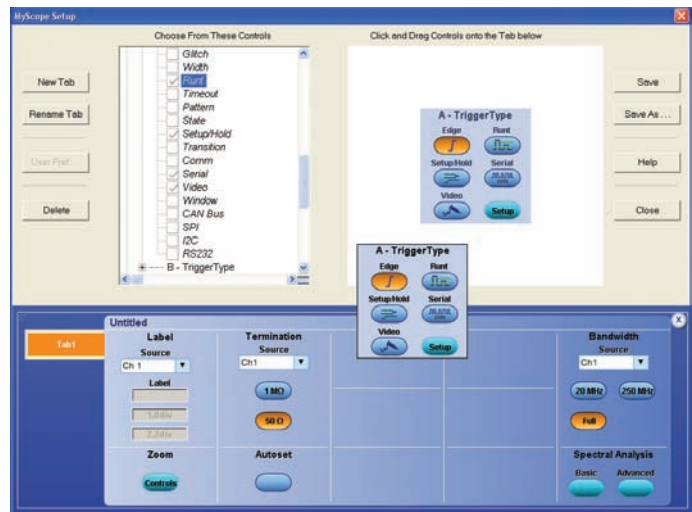 MyScope Setup
Choose From These Controls
Click and Drag Controls onto the Tab below
New Tab
Rename Tab
User Pref...
Delete
Glitch
Width
Runt
Timeout
Pattern
State
Setup/Hold
Transition
Comm
Serial
Video
Window
CAN Bus
SPI
I2C
RS232
B - TriggerType
A - TriggerType
Edge Runt
Setup/Hold Serial
Video
Setup
Save
Save As ...
Help
Close
A - TriggerType
Edge Runt
Setup/Hold Serial
Video
Setup
Tab1
Untitled
Label
Source
Ch 1
Label
1.0div
2.2div
Zoom
Controls
Termination
Source
Ch1
1 MΩ
50 Ω
Autoset
Bandwidth
Source
Ch1
20 MHz 250 MHz
Full
Spectral Analysis
Basic Advanced